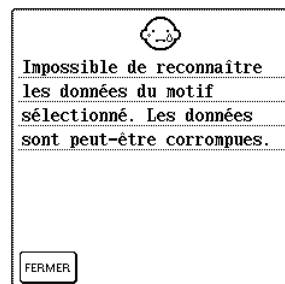 Impossible de reconnaître
les données du motif
sélectionné. Les données
sont peut-être corrompues.
FERMER